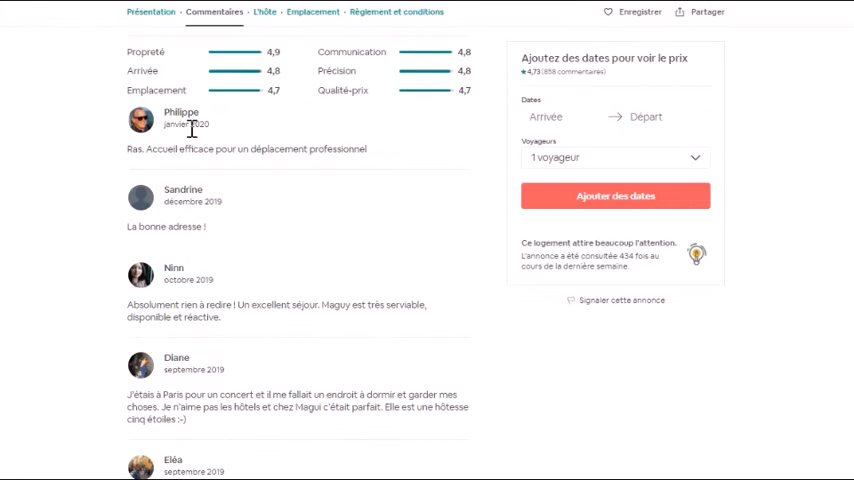 Présentation · Commentaires · L'hôte · Emplacement · Règlement et conditions
Enregistrer Partager
Propreté 4,9 Communication 4,8
Arrivée 4,8 Précision 4,8
Emplacement 4,7 Qualité-prix 4,7
Philippe
janvier 2020
Ras. Accueil efficace pour un déplacement professionnel
Sandrine
décembre 2019
La bonne adresse !
Ninn
octobre 2019
Absolument rien à redire ! Un excellent séjour. Maguy est très serviable,
disponible et réactive.
Diane
septembre 2019
J'étais à Paris pour un concert et il me fallait un endroit à dormir et garder mes
choses. Je n'aime pas les hôtels et chez Magui c'était parfait. Elle est une hôtesse
cinq étoiles :-)
Eléa
septembre 2019
Ajoutez des dates pour voir le prix
★4,73 (858 commentaires)
Dates
Arrivée → Départ
Voyageurs
1 voyageur
Ajouter des dates
Ce logement attire beaucoup l'attention.
L'annonce a été consultée 434 fois au
cours de la dernière semaine.
Signaler cette annonce